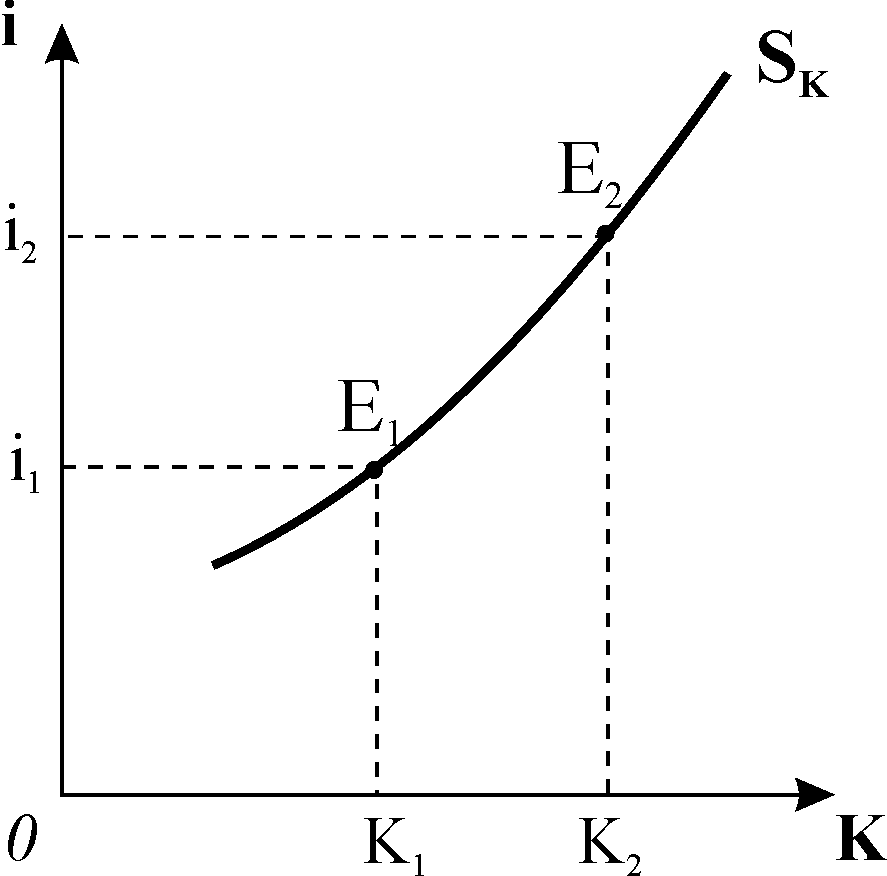 i
S_K
E₂
i₂
E₁
i₁
0
K₁
K₂
K